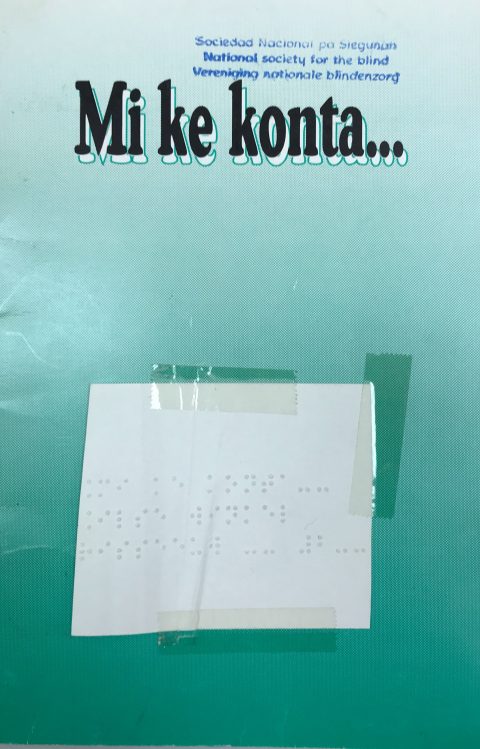 Sociedad Nacional pa Siegunan
National society for the blind
Vereniging nationale blindenzorg
Mi ke konta...